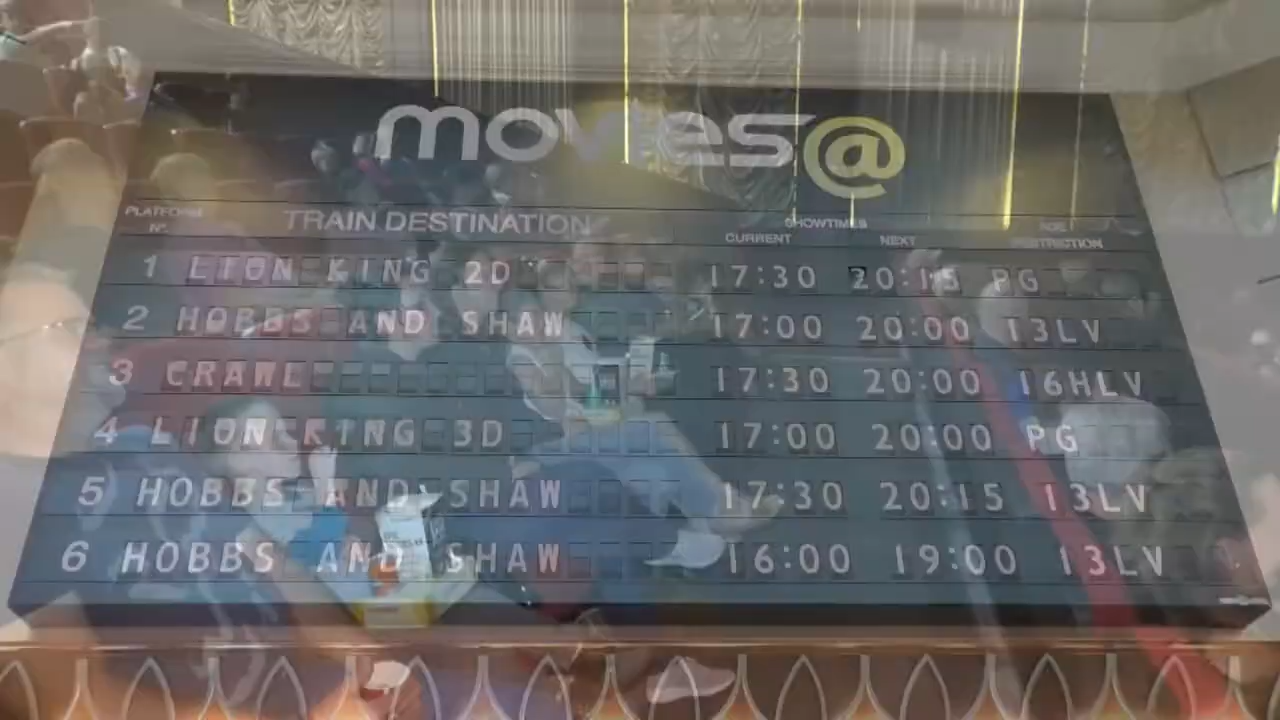 movies@
PLATFORM Nº. TRAIN DESTINATION SHOWTIMES CURRENT NEXT AGE RESTRICTION
1 LION KING 2D 17:30 20:15 PG
2 HOBBS AND SHAW 17:00 20:00 13LV
3 CRAWL 17:30 20:00 16HLV
4 LION KING 3D 17:00 20:00 PG
5 HOBBS AND SHAW 17:30 20:15 13LV
6 HOBBS AND SHAW 16:00 19:00 13LV